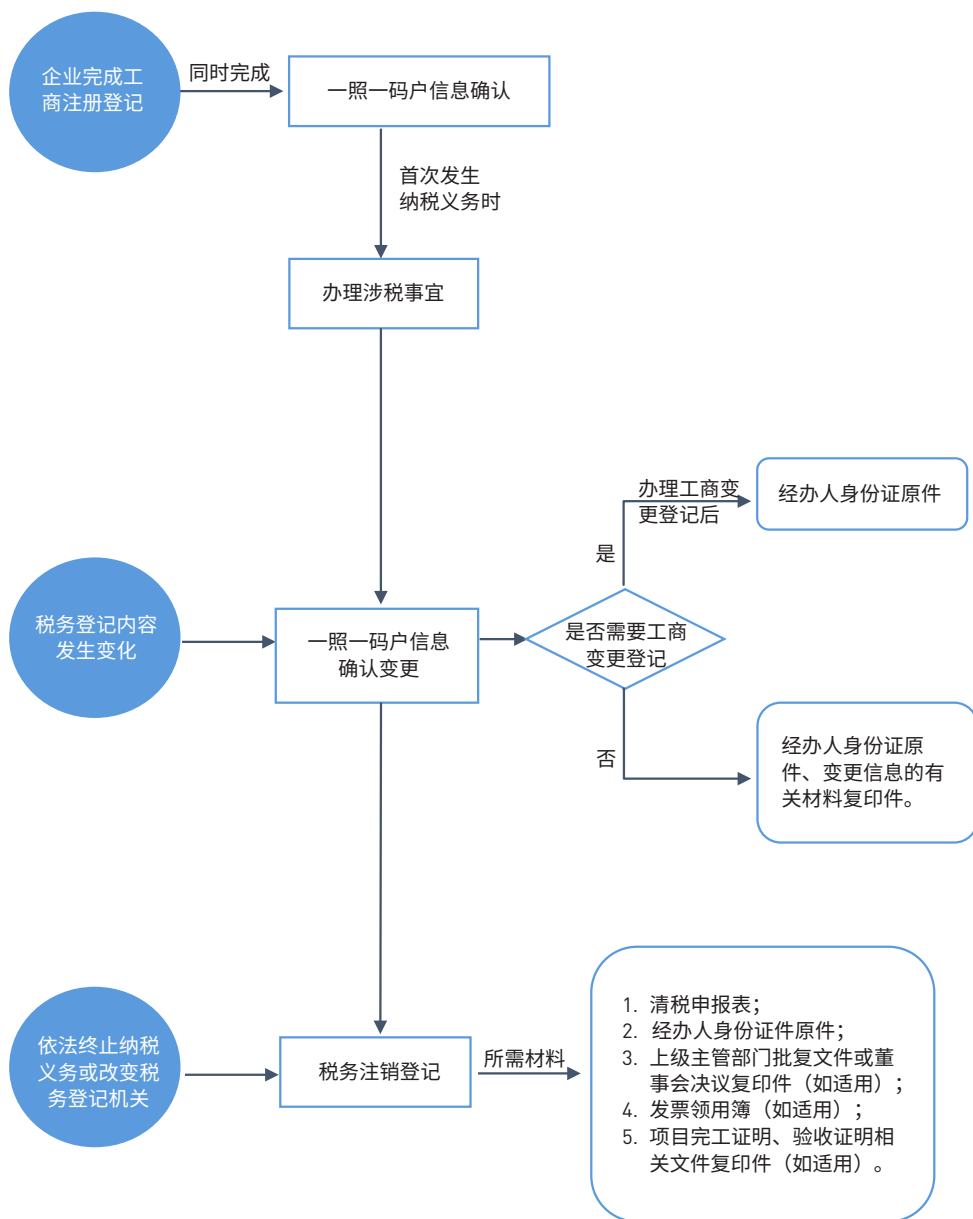 企业完成工
商注册登记
同时完成
一照一码户信息确认
首次发生
纳税义务时
办理涉税事宜
办理工商变
更登记后
经办人身份证原件
是
税务登记内容
发生变化
一照一码户信息
确认变更
是否需要工商
变更登记
否
经办人身份证原
件、变更信息的有
关材料复印件。
依法终止纳税
义务或改变税
务登记机关
税务注销登记
所需材料
1. 清税申报表；
2. 经办人身份证件原件；
3. 上级主管部门批复文件或董
事会决议复印件（如适用）；
4. 发票领用簿（如适用）；
5. 项目完工证明、验收证明相
关文件复印件（如适用）。